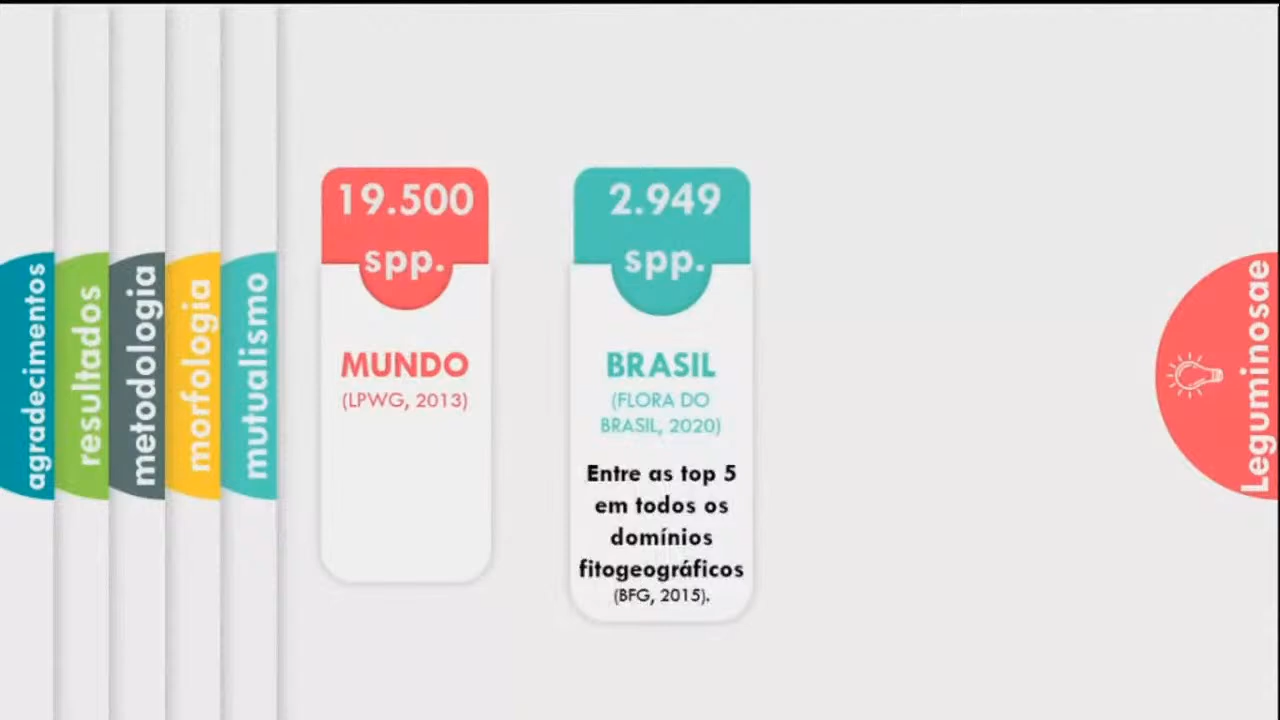 agradecimentos
resultados
metodologia
morfologia
mutualismo
19.500
spp.
MUNDO
(LPWG, 2013)
2.949
spp.
BRASIL
(FLORA DO
BRASIL, 2020)
Entre as top 5
em todos os
domínios
fitogeográficos
(BFG, 2015).
Leguminosae